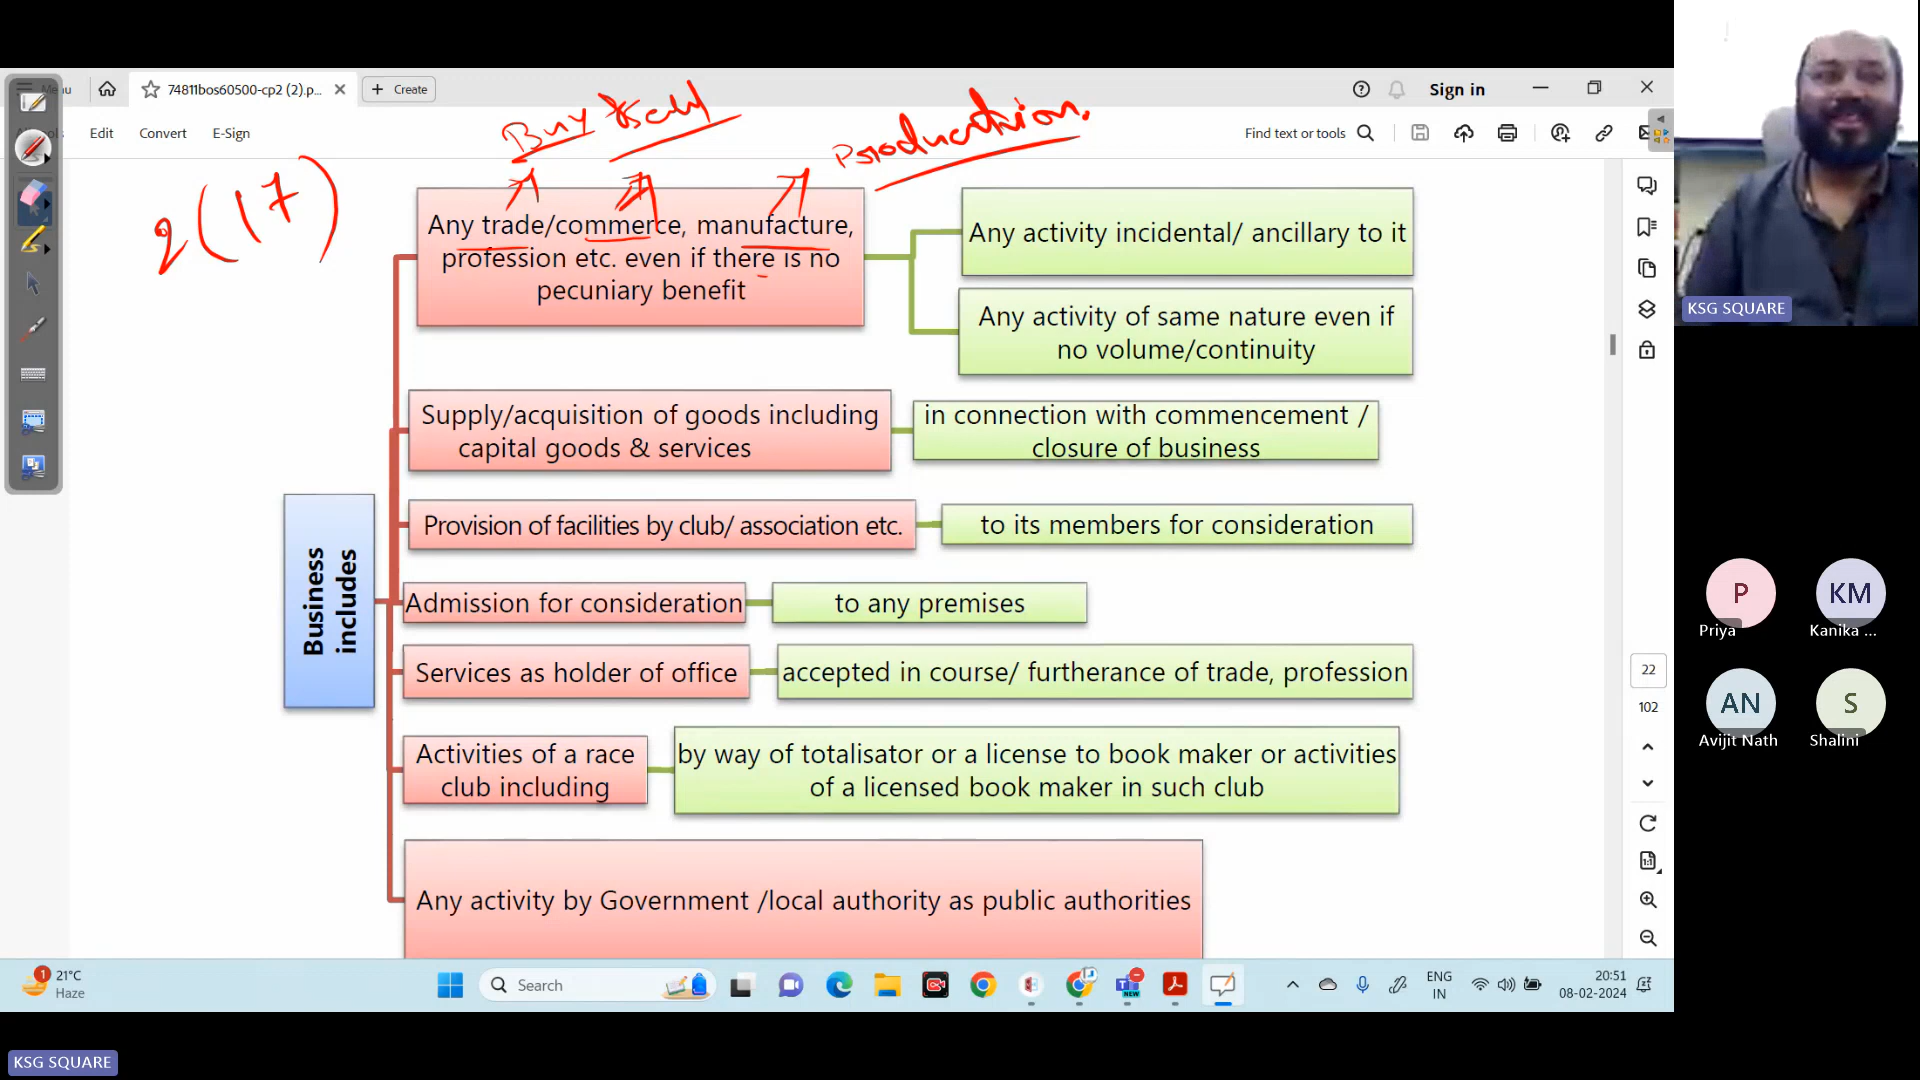 Menu
74811bos60500-cp2 (2).p...
Create
Sign in
Edit
Convert
E-Sign
Find text or tools
Buy
Production.
2(17)
Any trade/commerce, manufacture,
profession etc. even if there is no
pecuniary benefit
Any activity incidental/ ancillary to it
Any activity of same nature even if
no volume/continuity
Supply/acquisition of goods including
capital goods & services
in connection with commencement /
closure of business
Provision of facilities by club/ association etc.
to its members for consideration
Business
includes
Admission for consideration
to any premises
Services as holder of office
accepted in course/ furtherance of trade, profession
Activities of a race
club including
by way of totalisator or a license to book maker or activities
of a licensed book maker in such club
Any activity by Government /local authority as public authorities
22
102
KSG SQUARE
P
Priya
KM
Kanika ...
AN
Avijit Nath
S
Shalini
1
21°C
Haze
Search
NEW
ENG
IN
20:51
08-02-2024
KSG SQUARE